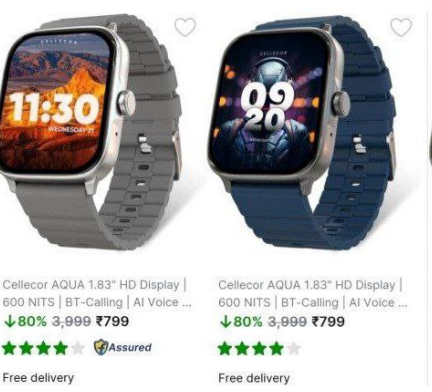 CELLECOR
11:30
WEDNESDAY 21
Cellecor AQUA 1.83" HD Display |
600 NITS | BT-Calling | AI Voice ...
↓80% 3,999 ₹799
Assured
Free delivery
CELLECOR
09
20
Cellecor AQUA 1.83" HD Display |
600 NITS | BT-Calling | AI Voice ...
↓80% 3,999 ₹799
Free delivery